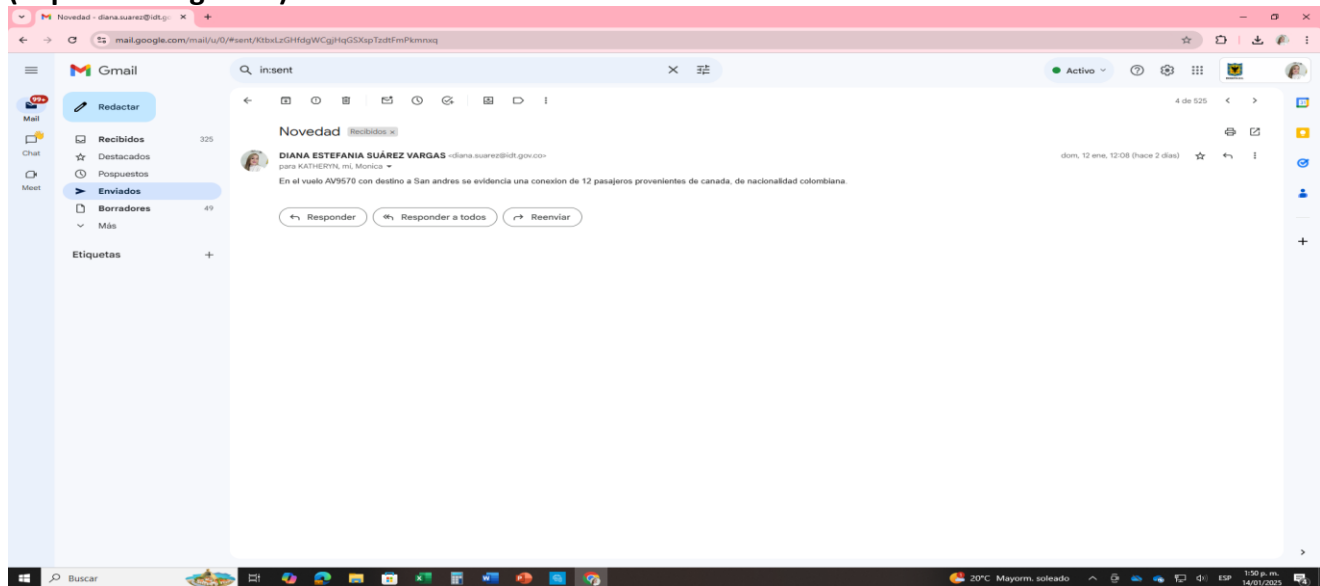 Novedad - diana.suarez@idt.go
mail.google.com/mail/u/0/#sent/KtbxLzGHfdgWCgjHqGSXspTzdtFmPkmnxq
Gmail
in:sent
Activo
99+
Mail
Chat
Meet
Redactar
Recibidos 325
Destacados
Pospuestos
Enviados
Borradores 49
Más
Etiquetas
4 de 525
Novedad Recibidos x
DIANA ESTEFANIA SUÁREZ VARGAS <diana.suarez@idt.gov.co>
dom, 12 ene, 12:08 (hace 2 días)
para KATHERYN, mí, Monica
En el vuelo AV9570 con destino a San andres se evidencia una conexion de 12 pasajeros provenientes de canada, de nacionalidad colombiana.
Responder
Responder a todos
Reenviar
Buscar
20°C Mayorm. soleado
ESP
1:50 p. m.
14/01/2025